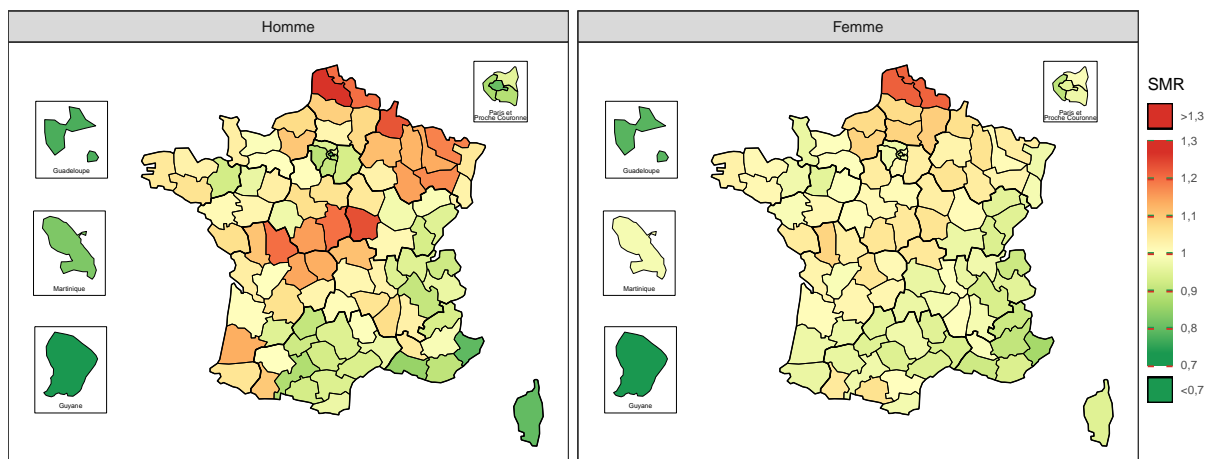 Homme
Femme
Guadeloupe
Martinique
Guyane
Paris et
Proche Couronne
Guadeloupe
Martinique
Guyane
Paris et
Proche Couronne
SMR
>1,3
1,3
1,2
1,1
1
0,9
0,8
0,7
<0,7